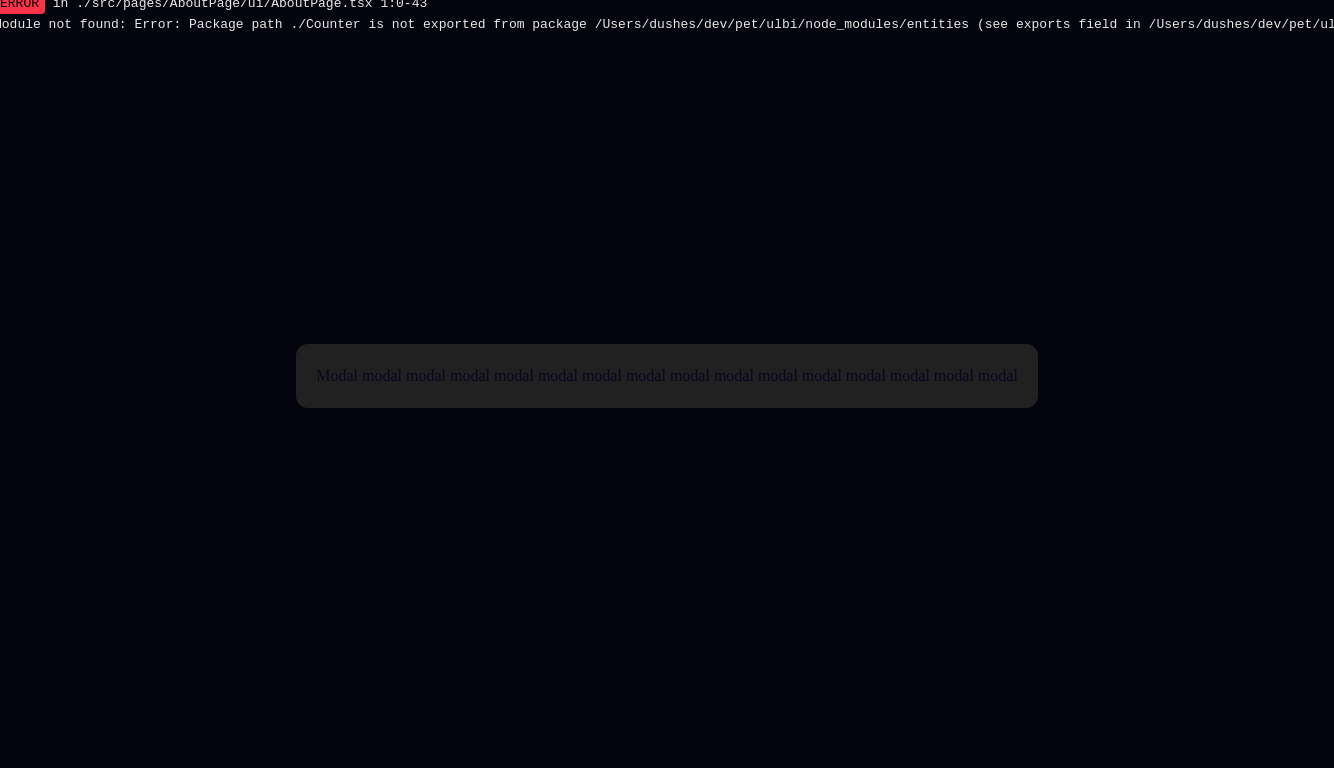 ERROR in ./src/pages/AboutPage/ui/AboutPage.tsx 1:0-43
Module not found: Error: Package path ./Counter is not exported from package /Users/dushes/dev/pet/ulbi/node_modules/entities (see exports field in /Users/dushes/dev/pet/ul
Modal modal modal modal modal modal modal modal modal modal modal modal modal modal modal modal